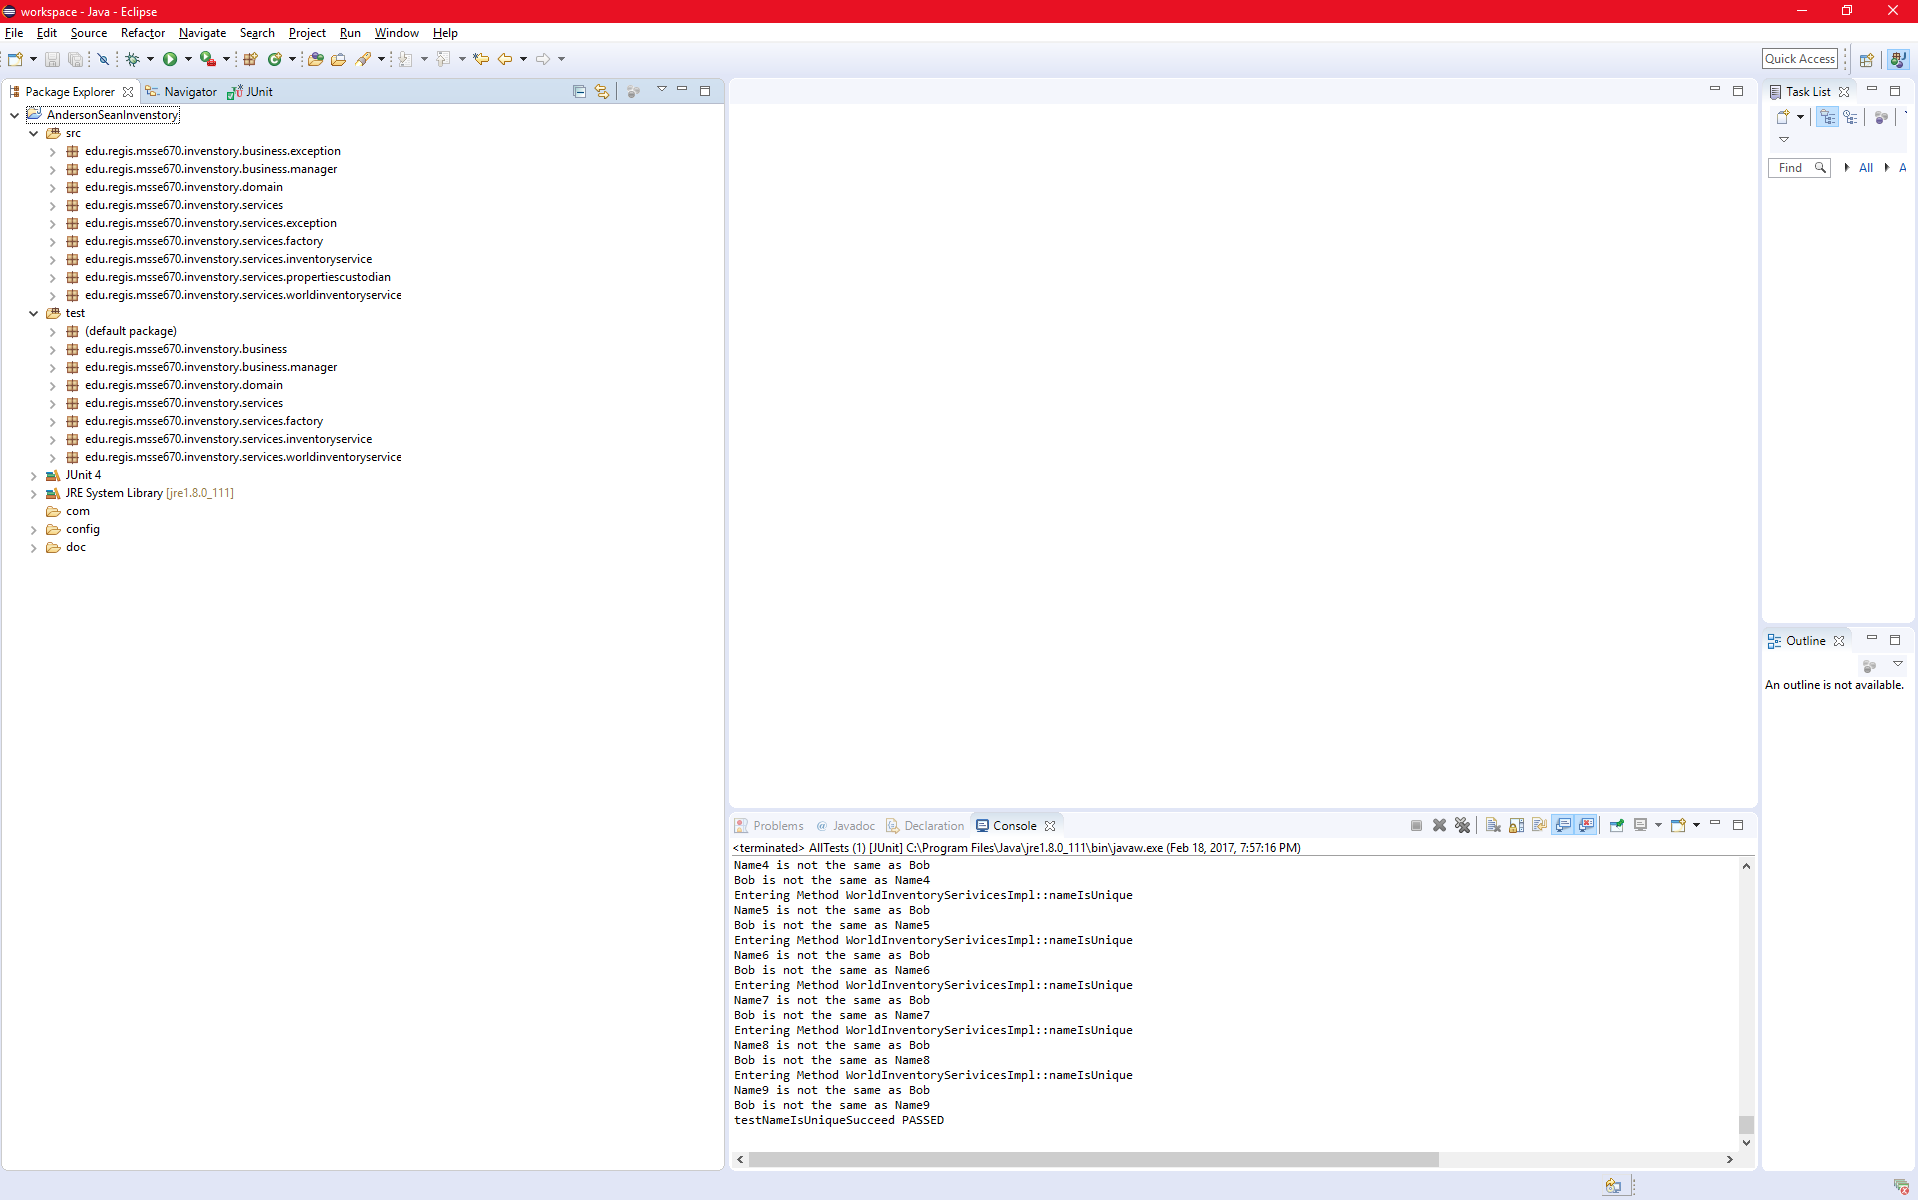 workspace - Java - Eclipse
File Edit Source Refactor Navigate Search Project Run Window Help
Quick Access
Package Explorer Navigator JUnit
AndersonSeanInvenstory
src
edu.regis.msse670.invenstory.business.exception
edu.regis.msse670.invenstory.business.manager
edu.regis.msse670.invenstory.domain
edu.regis.msse670.invenstory.services
edu.regis.msse670.invenstory.services.exception
edu.regis.msse670.invenstory.services.factory
edu.regis.msse670.invenstory.services.inventoryservice
edu.regis.msse670.invenstory.services.propertiescustodian
edu.regis.msse670.invenstory.services.worldinventoryservice
test
(default package)
edu.regis.msse670.invenstory.business
edu.regis.msse670.invenstory.business.manager
edu.regis.msse670.invenstory.domain
edu.regis.msse670.invenstory.services
edu.regis.msse670.invenstory.services.factory
edu.regis.msse670.invenstory.services.inventoryservice
edu.regis.msse670.invenstory.services.worldinventoryservice
JUnit 4
JRE System Library [jre1.8.0_111]
com
config
doc
Task List
Find All A
Outline
An outline is not available.
Problems @ Javadoc Declaration Console
<terminated> AllTests (1) [JUnit] C:\Program Files\Java\jre1.8.0_111\bin\javaw.exe (Feb 18, 2017, 7:57:16 PM)
Name4 is not the same as Bob
Bob is not the same as Name4
Entering Method WorldInventorySerivicesImpl::nameIsUnique
Name5 is not the same as Bob
Bob is not the same as Name5
Entering Method WorldInventorySerivicesImpl::nameIsUnique
Name6 is not the same as Bob
Bob is not the same as Name6
Entering Method WorldInventorySerivicesImpl::nameIsUnique
Name7 is not the same as Bob
Bob is not the same as Name7
Entering Method WorldInventorySerivicesImpl::nameIsUnique
Name8 is not the same as Bob
Bob is not the same as Name8
Entering Method WorldInventorySerivicesImpl::nameIsUnique
Name9 is not the same as Bob
Bob is not the same as Name9
testNameIsUniqueSucceed PASSED